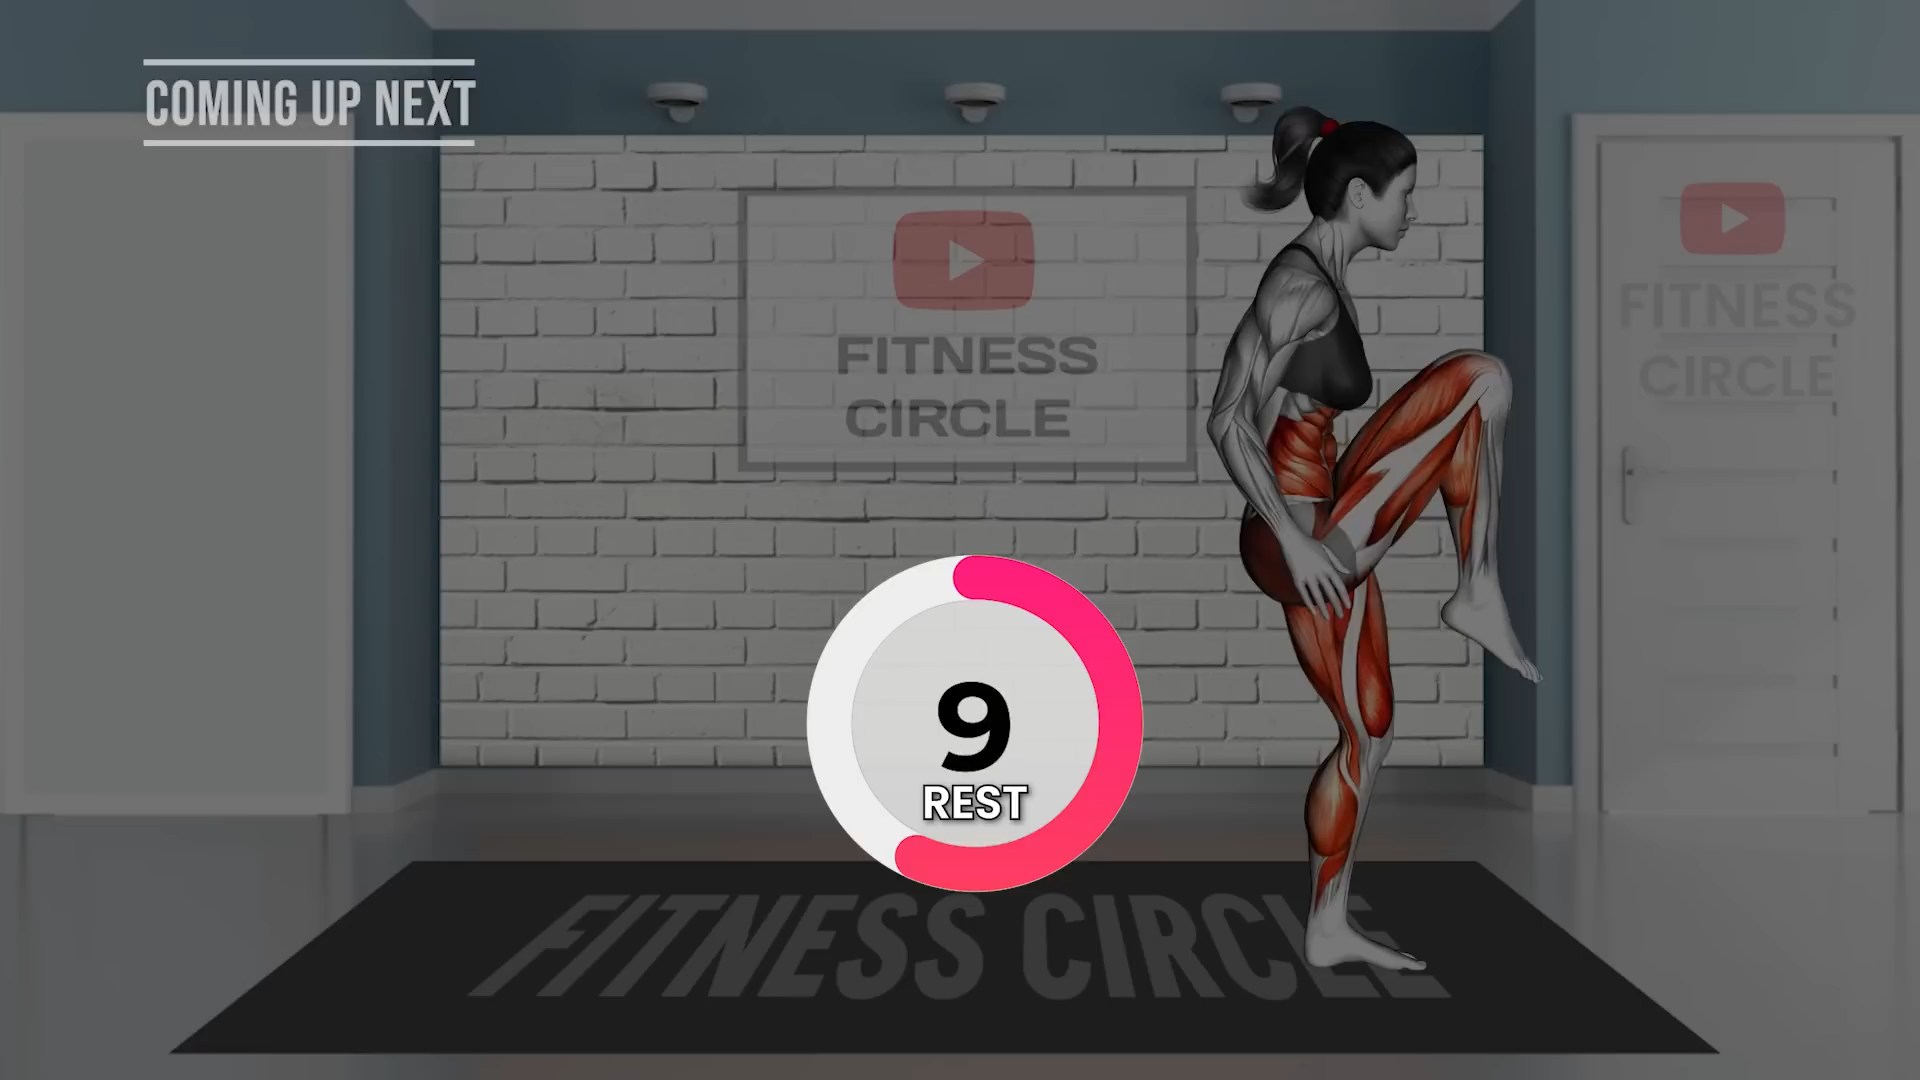 COMING UP NEXT
FITNESS
CIRCLE
FITNESS
CIRCLE
9
REST
FITNESS CIRCLE